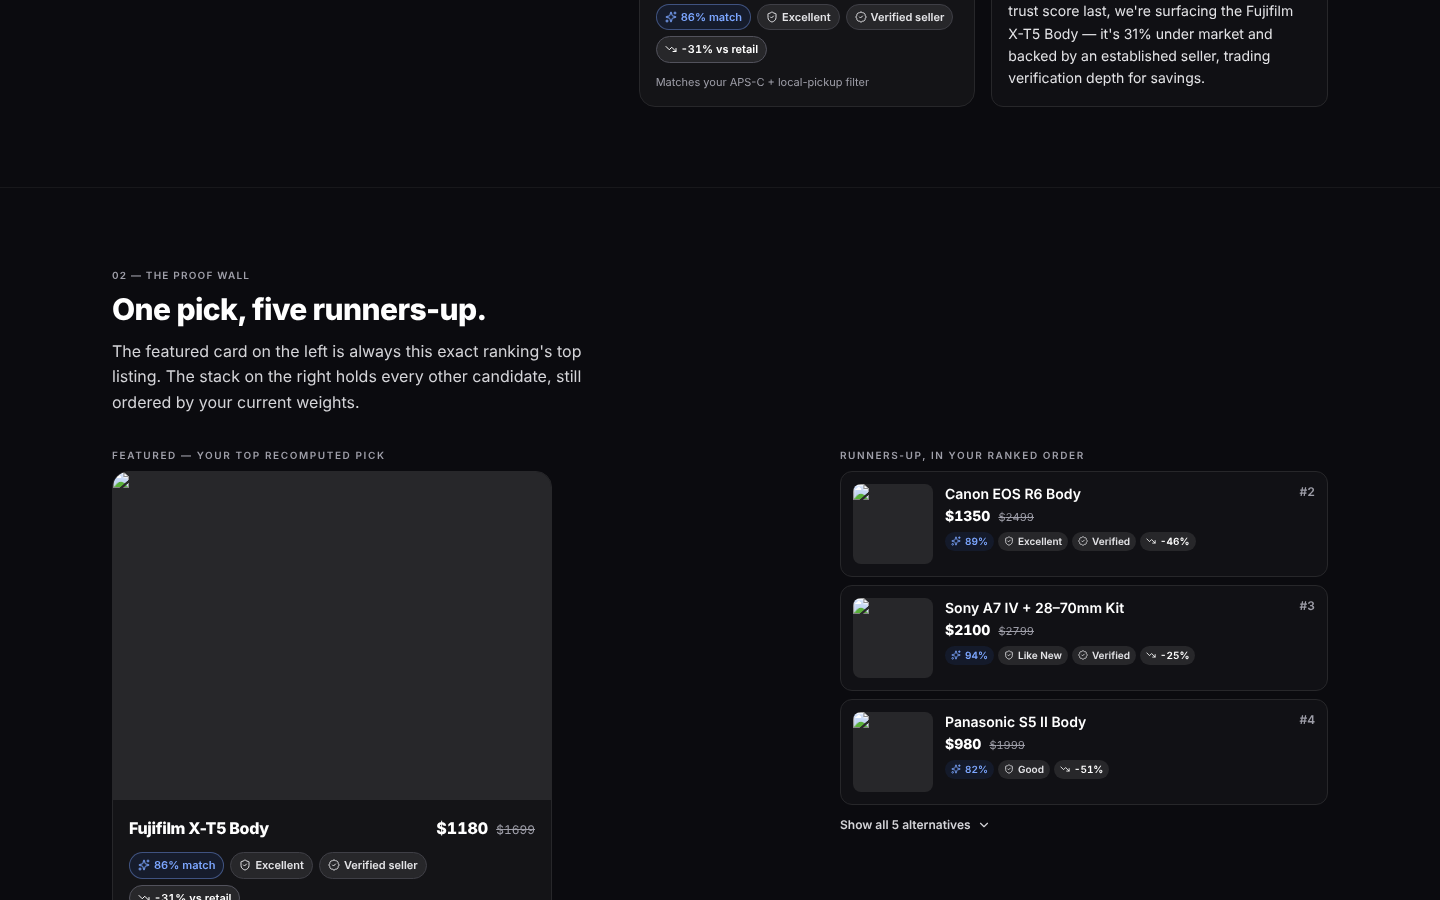 86% match
Excellent
Verified seller
-31% vs retail
Matches your APS-C + local-pickup filter
trust score last, we're surfacing the Fujifilm
X-T5 Body — it's 31% under market and
backed by an established seller, trading
verification depth for savings.
02 — THE PROOF WALL
One pick, five runners-up.
The featured card on the left is always this exact ranking's top
listing. The stack on the right holds every other candidate, still
ordered by your current weights.
FEATURED — YOUR TOP RECOMPUTED PICK
Fujifilm X-T5 Body
$1180 $1699
86% match
Excellent
Verified seller
-31% vs retail
RUNNERS-UP, IN YOUR RANKED ORDER
Canon EOS R6 Body
#2
$1350 $2499
89%
Excellent
Verified
-46%
Sony A7 IV + 28–70mm Kit
#3
$2100 $2799
94%
Like New
Verified
-25%
Panasonic S5 II Body
#4
$980 $1999
82%
Good
-51%
Show all 5 alternatives